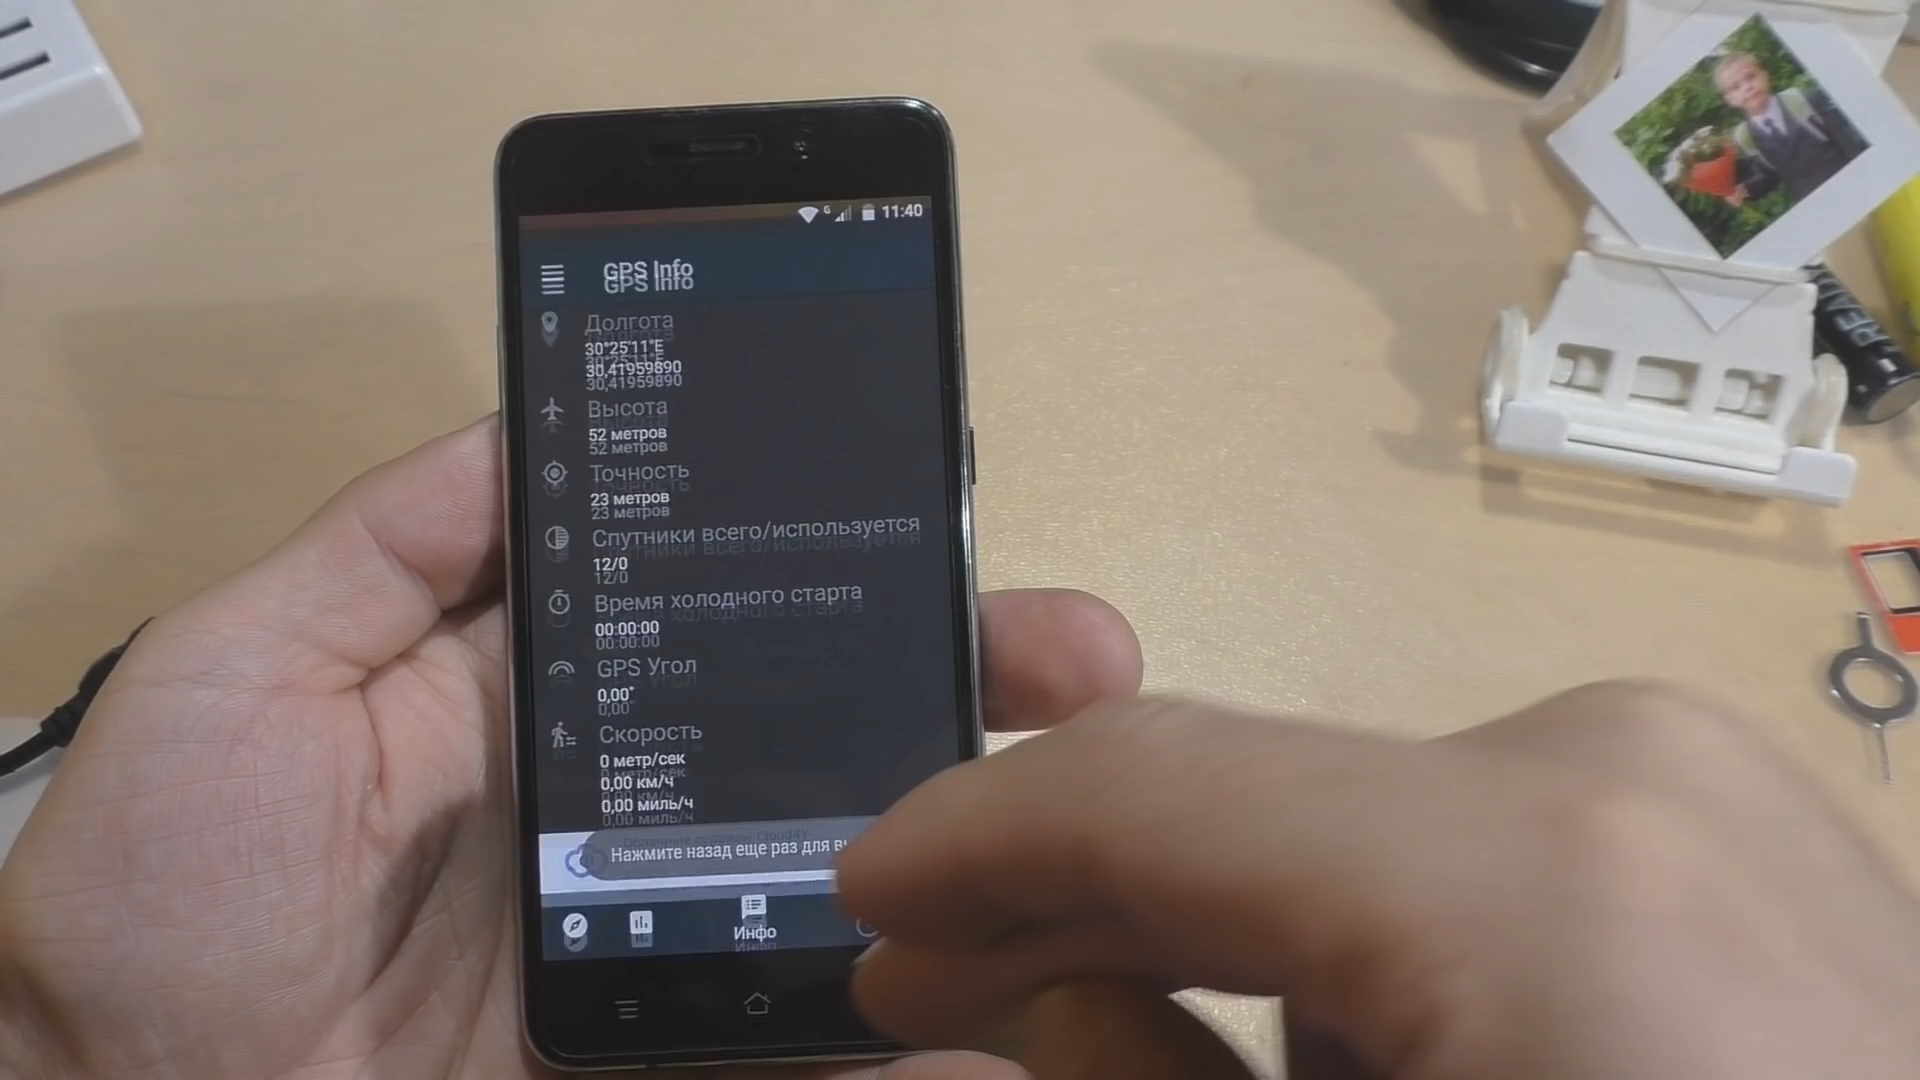 G 11:40
GPS Info
Долгота
30°25'11"E
30,41959890
Высота
52 метров
Точность
23 метров
Спутники всего/используется
12/0
Время холодного старта
00:00:00
GPS Угол
0,00°
Скорость
0 метр/сек
0,00 км/ч
0,00 миль/ч
Нажмите назад еще раз для
Инфо